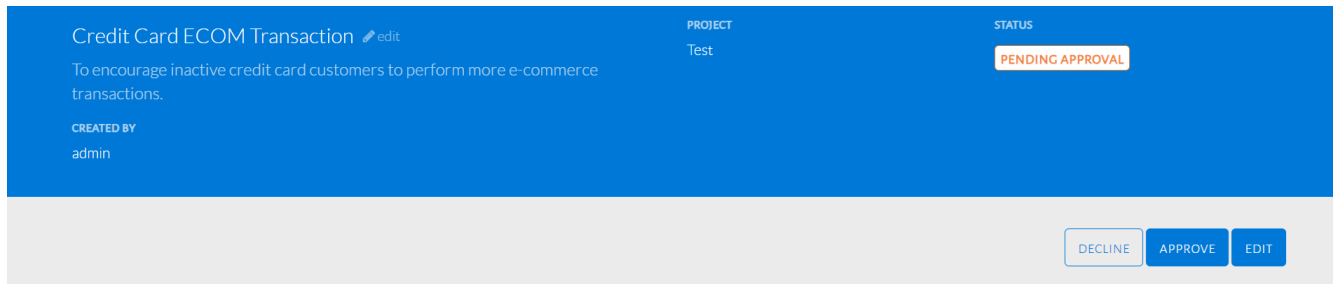 Credit Card ECOM Transaction edit
To encourage inactive credit card customers to perform more e-commerce
transactions.
CREATED BY
admin
PROJECT
Test
STATUS
PENDING APPROVAL
DECLINE APPROVE EDIT